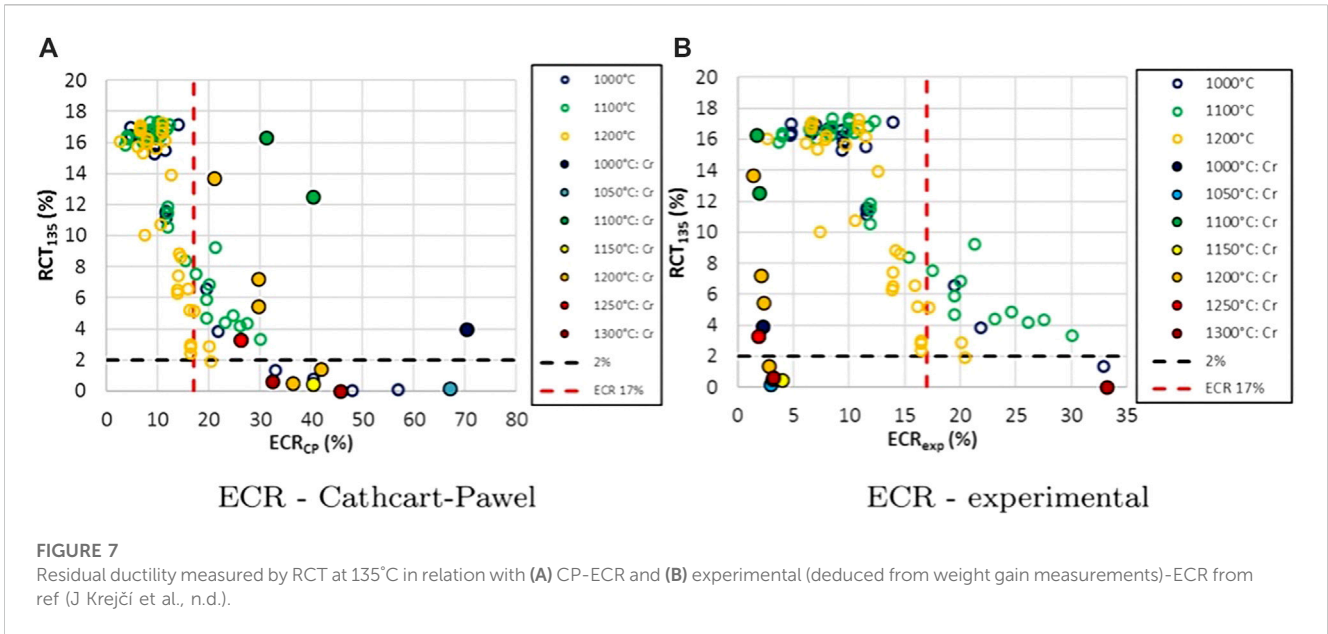 A
B
20
18
16
14
12
10
8
6
4
2
0
RCT135 (%)
0 10 20 30 40 50 60 70 80
ECRCP (%)
1000°C
1100°C
1200°C
1000°C: Cr
1050°C: Cr
1100°C: Cr
1150°C: Cr
1200°C: Cr
1250°C: Cr
1300°C: Cr
2%
ECR 17%
20
18
16
14
12
10
8
6
4
2
0
RCT135 (%)
0 5 10 15 20 25 30 35
ECRexp (%)
1000°C
1100°C
1200°C
1000°C: Cr
1050°C: Cr
1100°C: Cr
1150°C: Cr
1200°C: Cr
1250°C: Cr
1300°C: Cr
2%
ECR 17%
ECR - Cathcart-Pawel
ECR - experimental
FIGURE 7
Residual ductility measured by RCT at 135°C in relation with (A) CP-ECR and (B) experimental (deduced from weight gain measurements)-ECR from
ref (J Krejčí et al., n.d.).